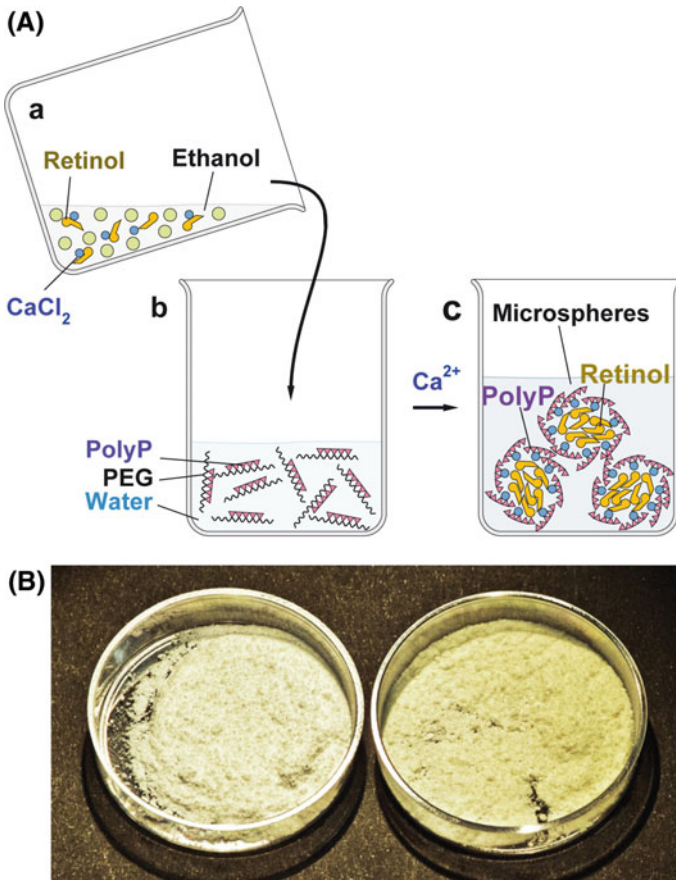 (A)
a
Retinol
Ethanol
CaCl₂
b
c
Microspheres
Ca²⁺
Retinol
PolyP
PolyP
PEG
Water
(B)